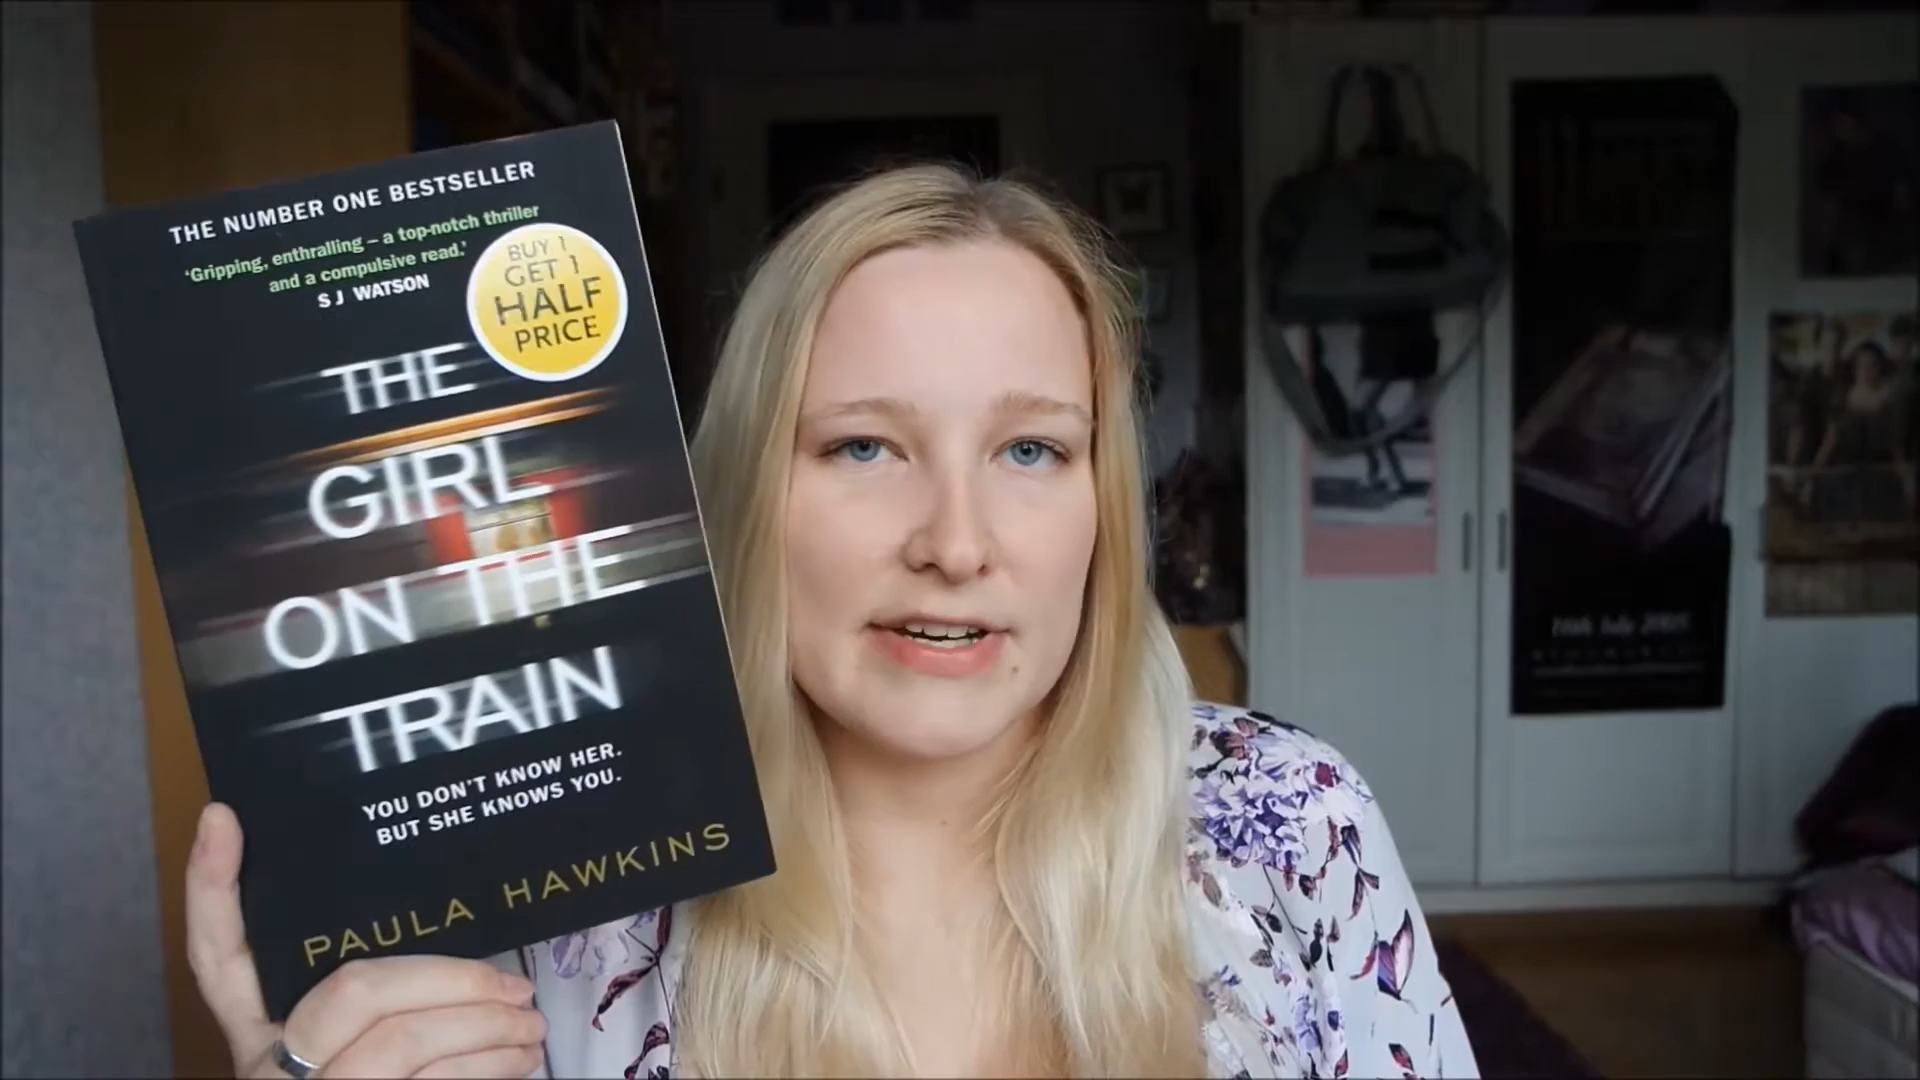 THE NUMBER ONE BESTSELLER
'Gripping, enthralling – a top-notch thriller
and a compulsive read.'
S J WATSON
BUY 1
GET 1
HALF
PRICE
THE
GIRL
ON THE
TRAIN
YOU DON'T KNOW HER.
BUT SHE KNOWS YOU.
PAULA HAWKINS